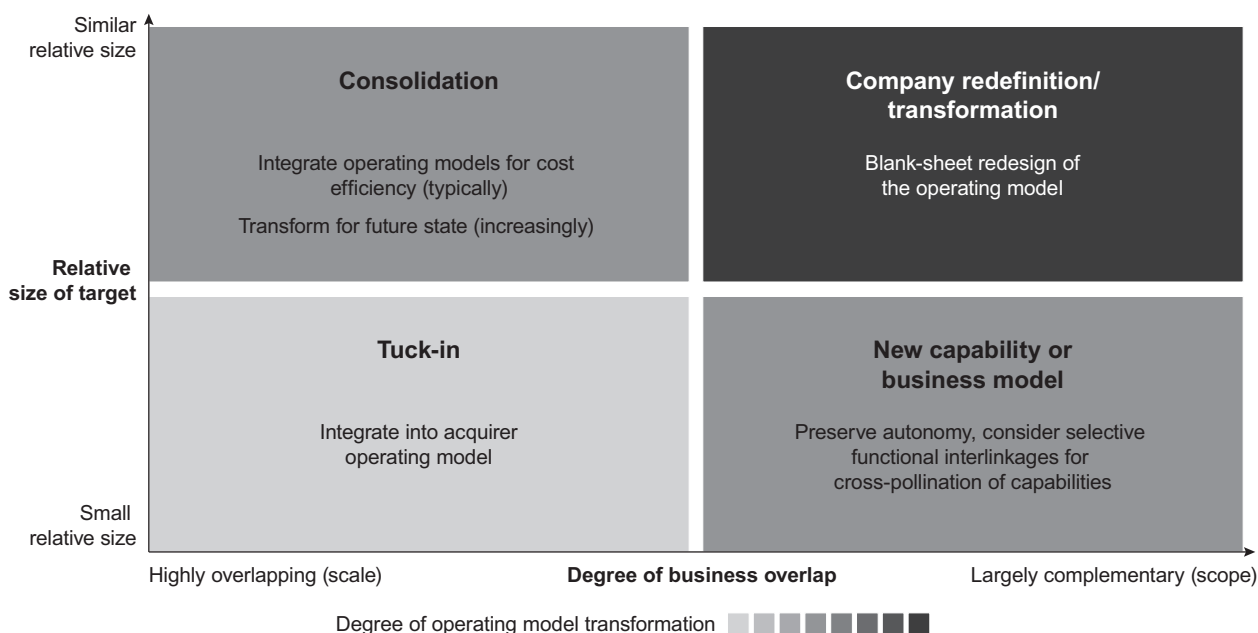 Similar
relative size
Consolidation
Integrate operating models for cost
efficiency (typically)
Transform for future state (increasingly)
Company redefinition/
transformation
Blank-sheet redesign of
the operating model
Relative
size of target
Tuck-in
Integrate into acquirer
operating model
New capability or
business model
Preserve autonomy, consider selective
functional interlinkages for
cross-pollination of capabilities
Small
relative size
Highly overlapping (scale)
Degree of business overlap
Largely complementary (scope)
Degree of operating model transformation